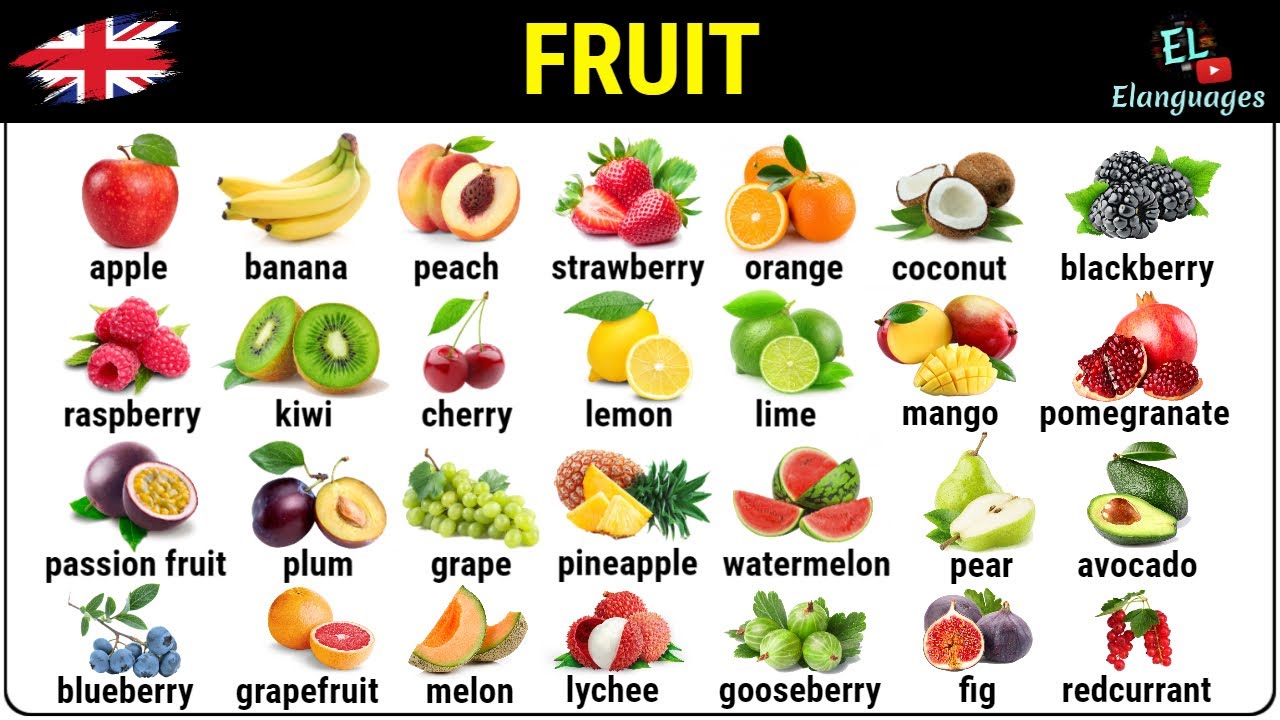 FRUIT
EL
Elanguages
apple banana peach strawberry orange coconut blackberry
raspberry kiwi cherry lemon lime mango pomegranate
passion fruit plum grape pineapple watermelon pear avocado
blueberry grapefruit melon lychee gooseberry fig redcurrant